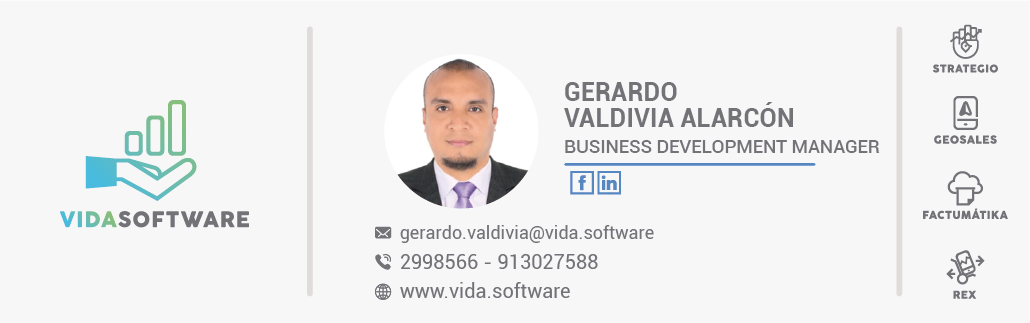 VIDASOFTWARE
GERARDO
VALDIVIA ALARCÓN
BUSINESS DEVELOPMENT MANAGER
f in
gerardo.valdivia@vida.software
2998566 - 913027588
www.vida.software
STRATEGIO
GEOSALES
FACTUMÁTIKA
REX